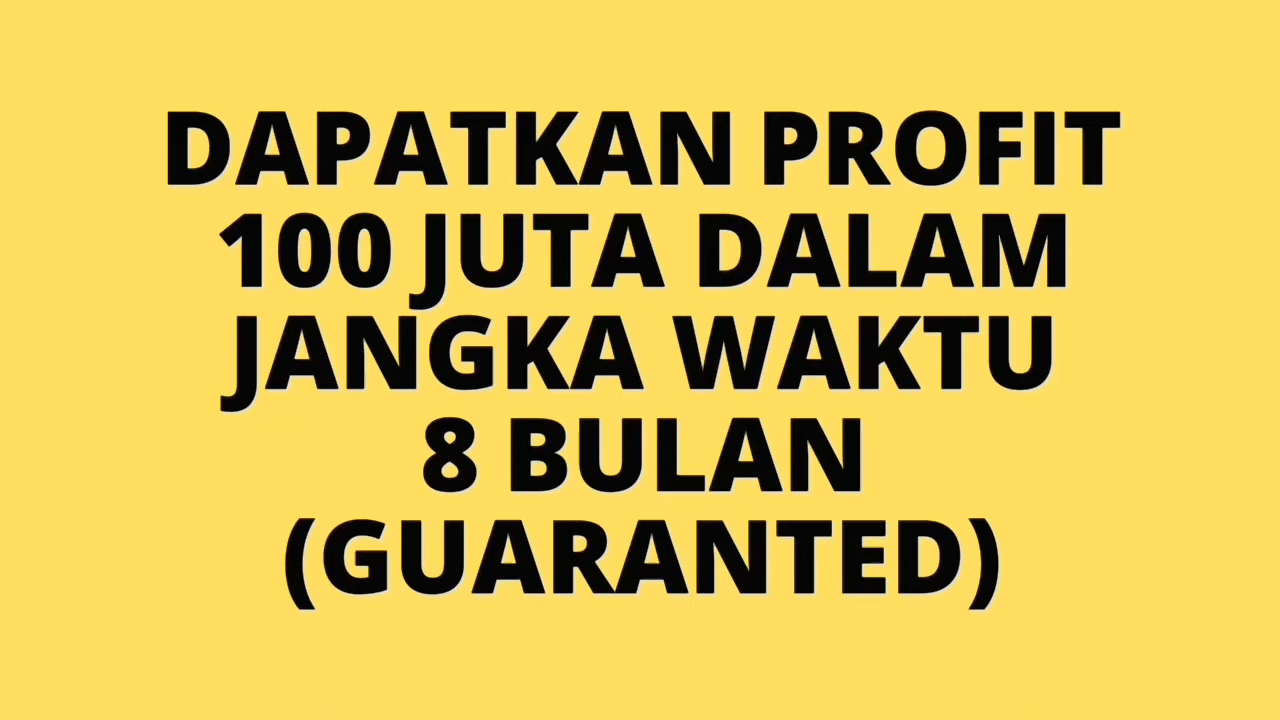 DAPATKAN PROFIT
100 JUTA DALAM
JANGKA WAKTU
8 BULAN
(GUARANTED)